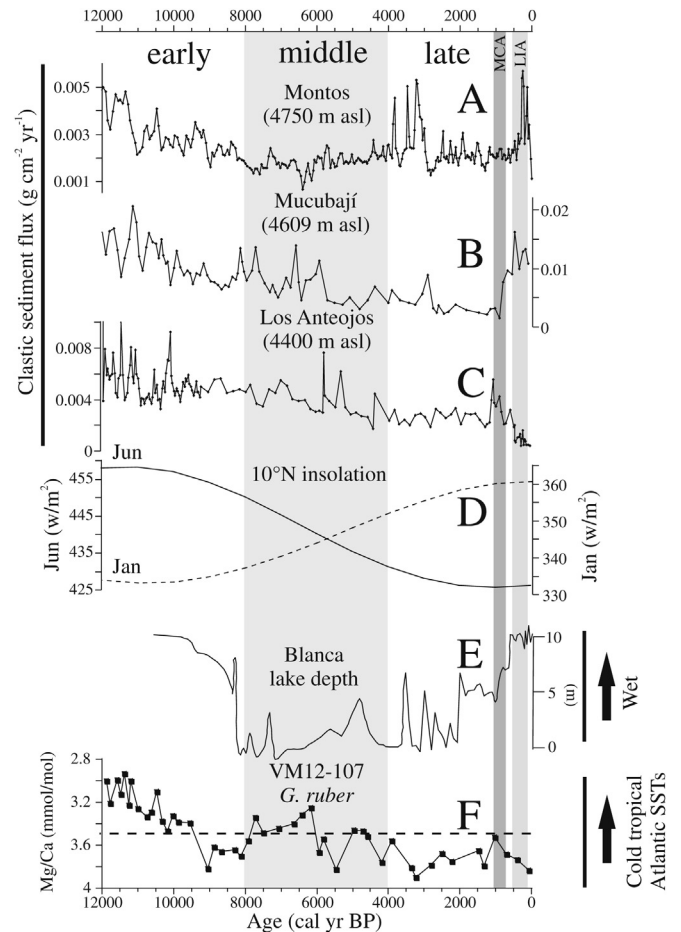 12000 10000 8000 6000 4000 2000 0
early middle late MCA LIA
Montos
(4750 m asl)
A
0.005
0.003
0.001
Clastic sediment flux (g cm⁻² yr⁻¹)
Mucubají
(4609 m asl)
B
0.02
0.01
0
Los Anteojos
(4400 m asl)
C
0.008
0.004
0
Jun
10°N insolation
D
455
445
435
425
Jun (w/m²)
360
350
340
330
Jan (w/m²)
Jan
Blanca
lake depth
E
10
5
0
(m)
Wet
VM12-107
G. ruber
F
2.8
3.2
3.6
4
Mg/Ca (mmol/mol)
Cold tropical
Atlantic SSTs
12000 10000 8000 6000 4000 2000 0
Age (cal yr BP)